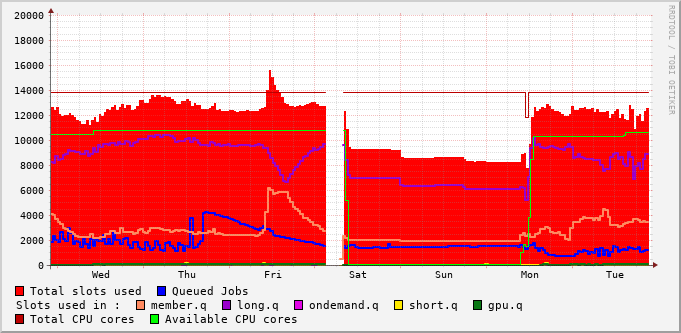 20000
18000
16000
14000
12000
10000
8000
6000
4000
2000
0
Wed Thu Fri Sat Sun Mon Tue
RRDTOOL / TOBI OETIKER
Total slots used Queued Jobs
Slots used in : member.q long.q ondemand.q short.q gpu.q
Total CPU cores Available CPU cores